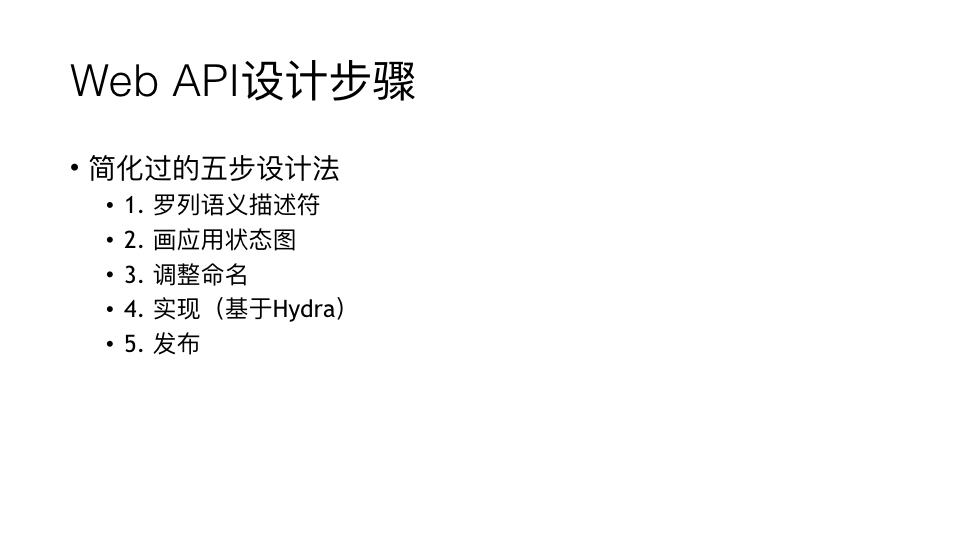 Web API设计步骤
• 简化过的五步设计法
• 1. 罗列语义描述符
• 2. 画应用状态图
• 3. 调整命名
• 4. 实现（基于Hydra）
• 5. 发布